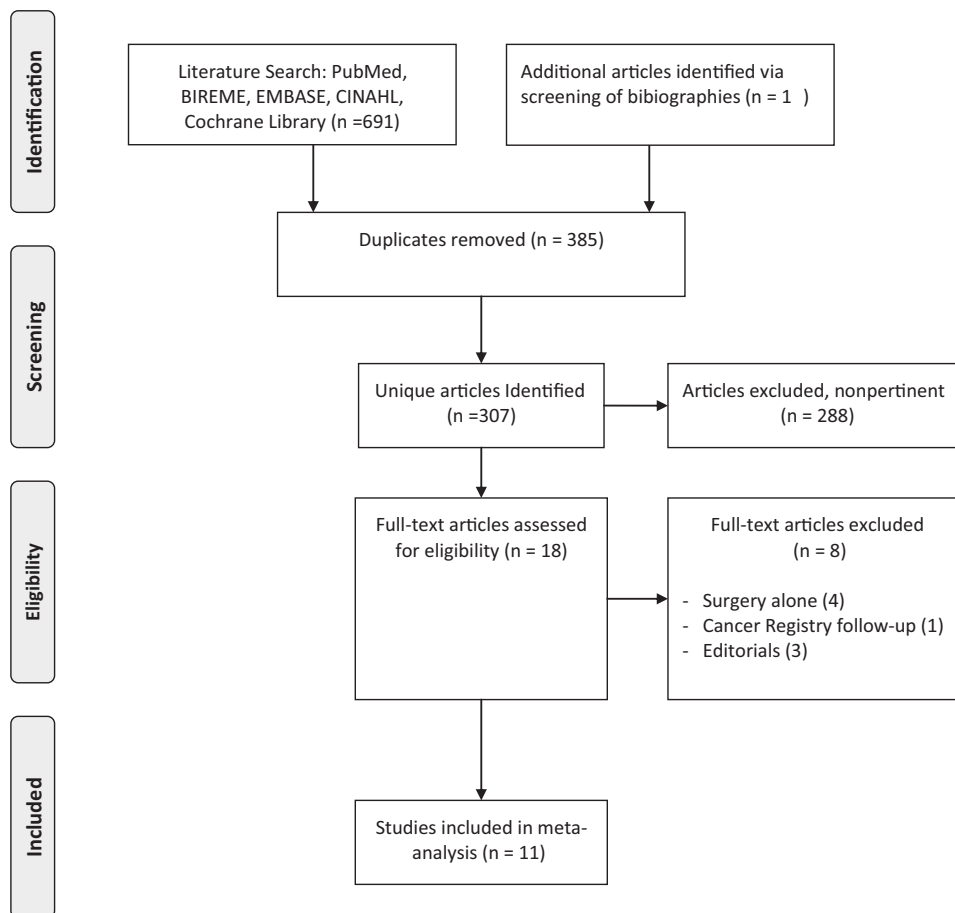 Identification
Literature Search: PubMed,
BIREME, EMBASE, CINAHL,
Cochrane Library (n =691)
Additional articles identified via
screening of bibiographies (n = 1 )
Duplicates removed (n = 385)
Screening
Unique articles Identified
(n =307)
Articles excluded, nonpertinent
(n = 288)
Eligibility
Full-text articles assessed
for eligibility (n = 18)
Full-text articles excluded
(n = 8)
- Surgery alone (4)
- Cancer Registry follow-up (1)
- Editorials (3)
Included
Studies included in meta-
analysis (n = 11)